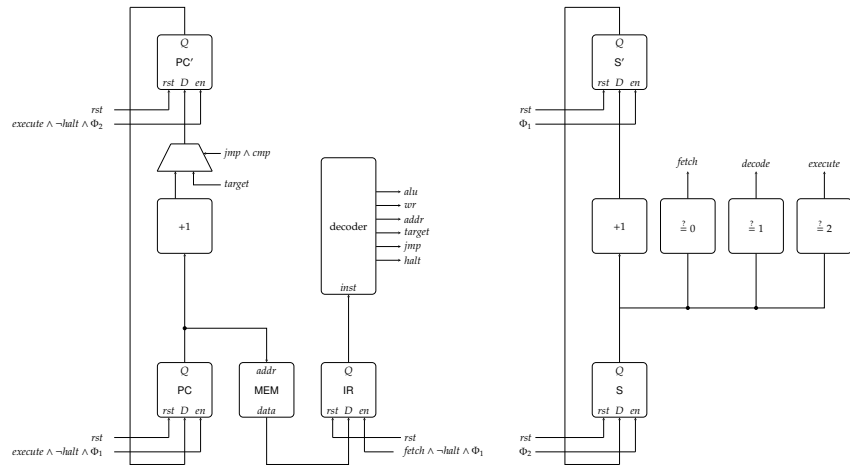 Q
PC′
rst D en
rst
execute ∧ ¬halt ∧ Φ2
jmp ∧ cmp
target
+1
Q
PC
rst D en
rst
execute ∧ ¬halt ∧ Φ1
addr
MEM
data
decoder
inst
alu
wr
addr
target
jmp
halt
Q
IR
rst D en
rst
fetch ∧ ¬halt ∧ Φ1
Q
S′
rst D en
rst
Φ1
fetch
decode
execute
+1
≟ 0
≟ 1
≟ 2
Q
S
rst D en
rst
Φ2